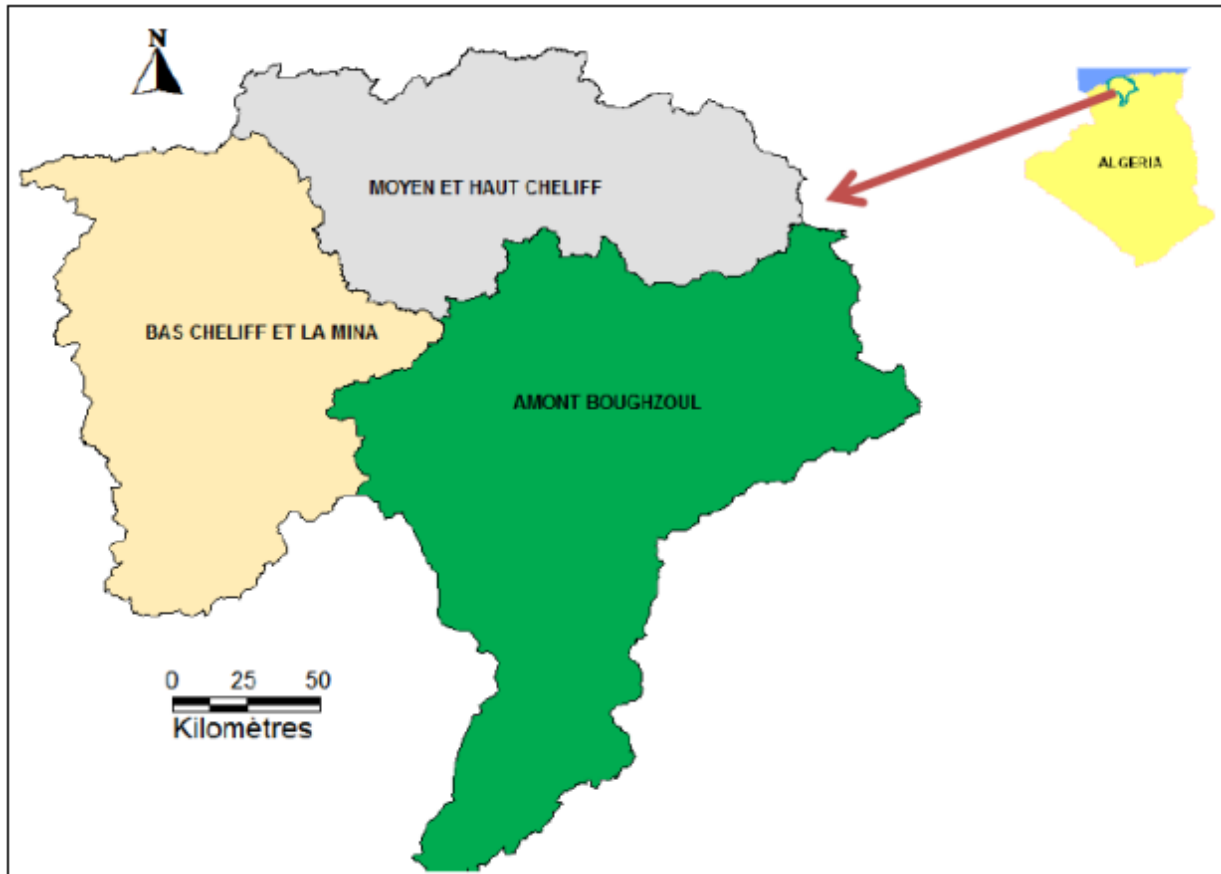 N
ALGERIA
MOYEN ET HAUT CHELIFF
BAS CHELIFF ET LA MINA
AMONT BOUGHZOUL
0 25 50
Kilomètres